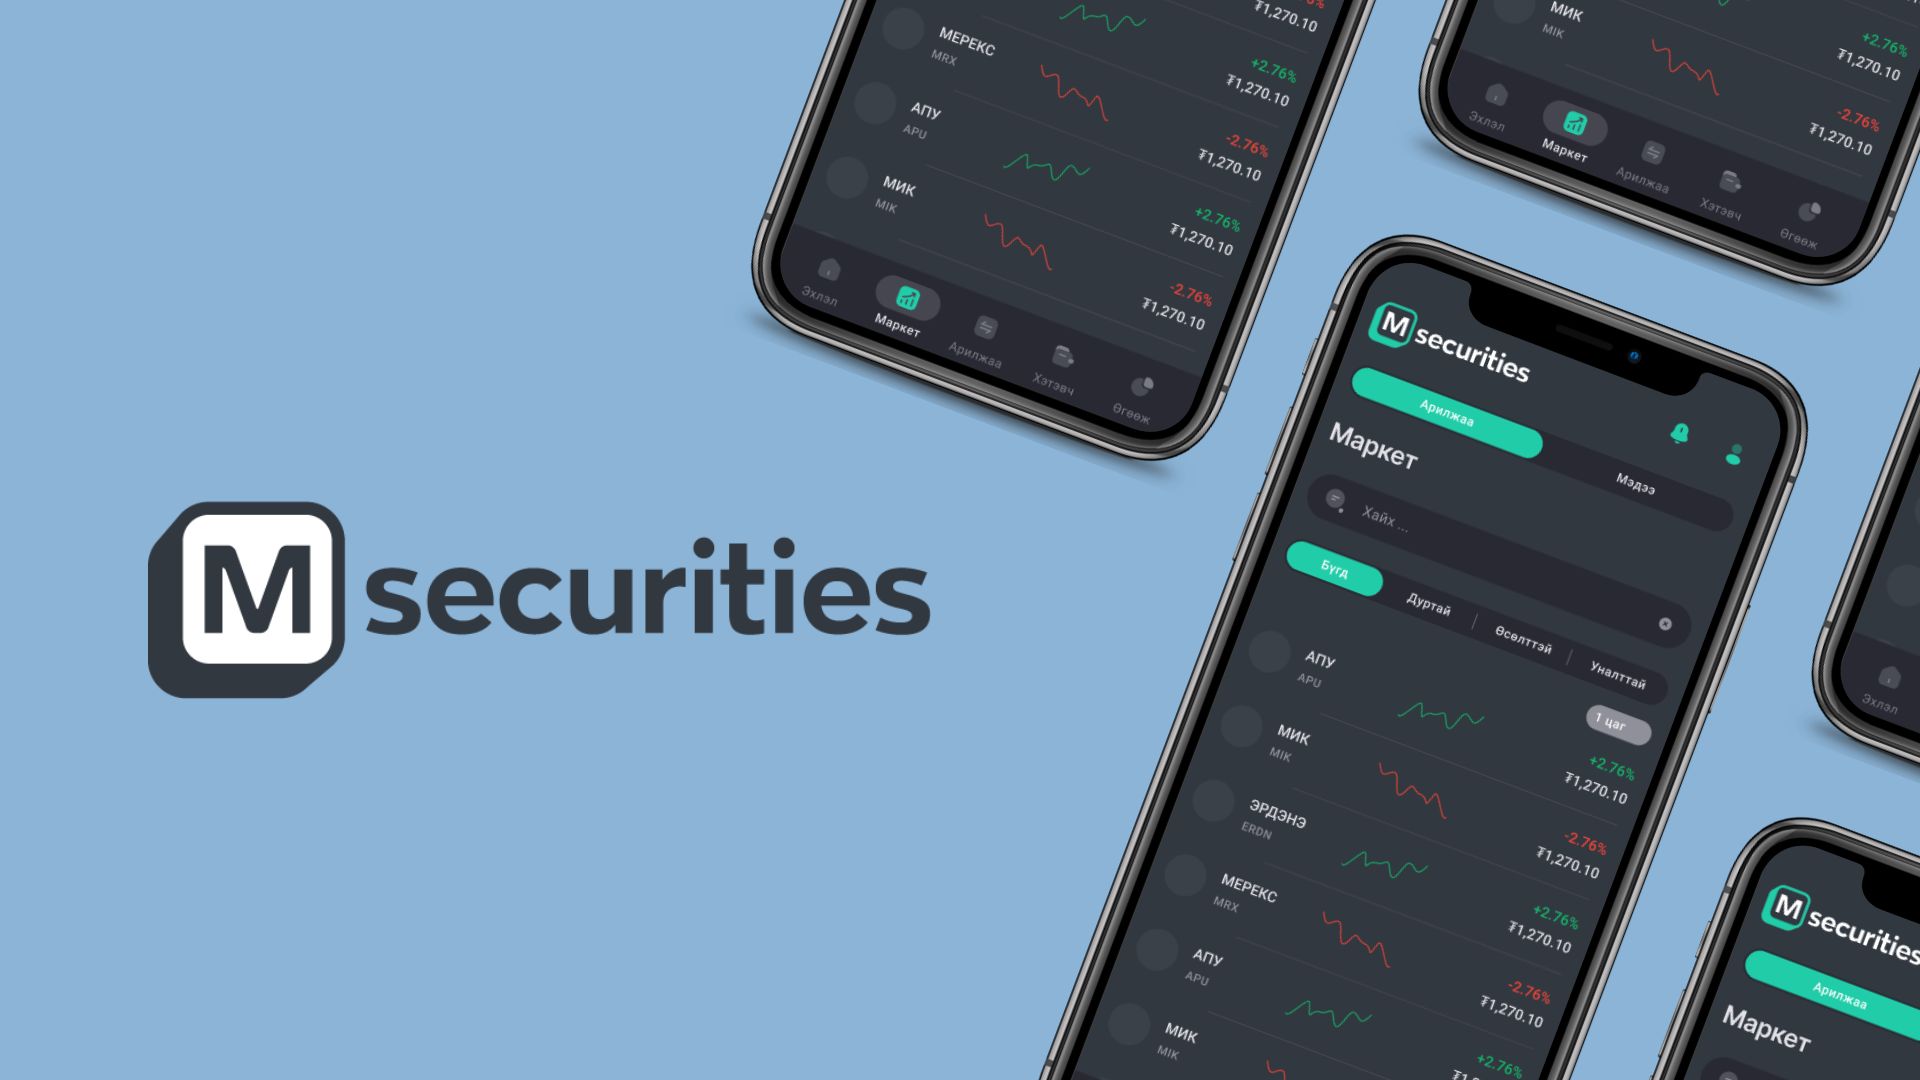 M securities
МЕРЕКС
MRX
АПУ
APU
МИК
MIK
₮1,270.10
+2.76%
₮1,270.10
-2.76%
₮1,270.10
+2.76%
₮1,270.10
-2.76%
₮1,270.10
Эхлэл
Маркет
Арилжаа
Хэтэвч
Өгөөж
МИК
MIK
+2.76%
₮1,270.10
-2.76%
₮1,270.10
Эхлэл
Маркет
Арилжаа
Хэтэвч
Өгөөж
M securities
Арилжаа
Мэдээ
Маркет
Хайх ...
Бүгд
Дуртай
Өсөлттэй
Уналттай
1 цаг
АПУ
APU
+2.76%
₮1,270.10
МИК
MIK
-2.76%
₮1,270.10
ЭРДЭНЭ
ERDN
+2.76%
₮1,270.10
МЕРЕКС
MRX
-2.76%
₮1,270.10
АПУ
APU
+2.76%
МИК
MIK
Эхлэл
M securities
Арилжаа
Маркет